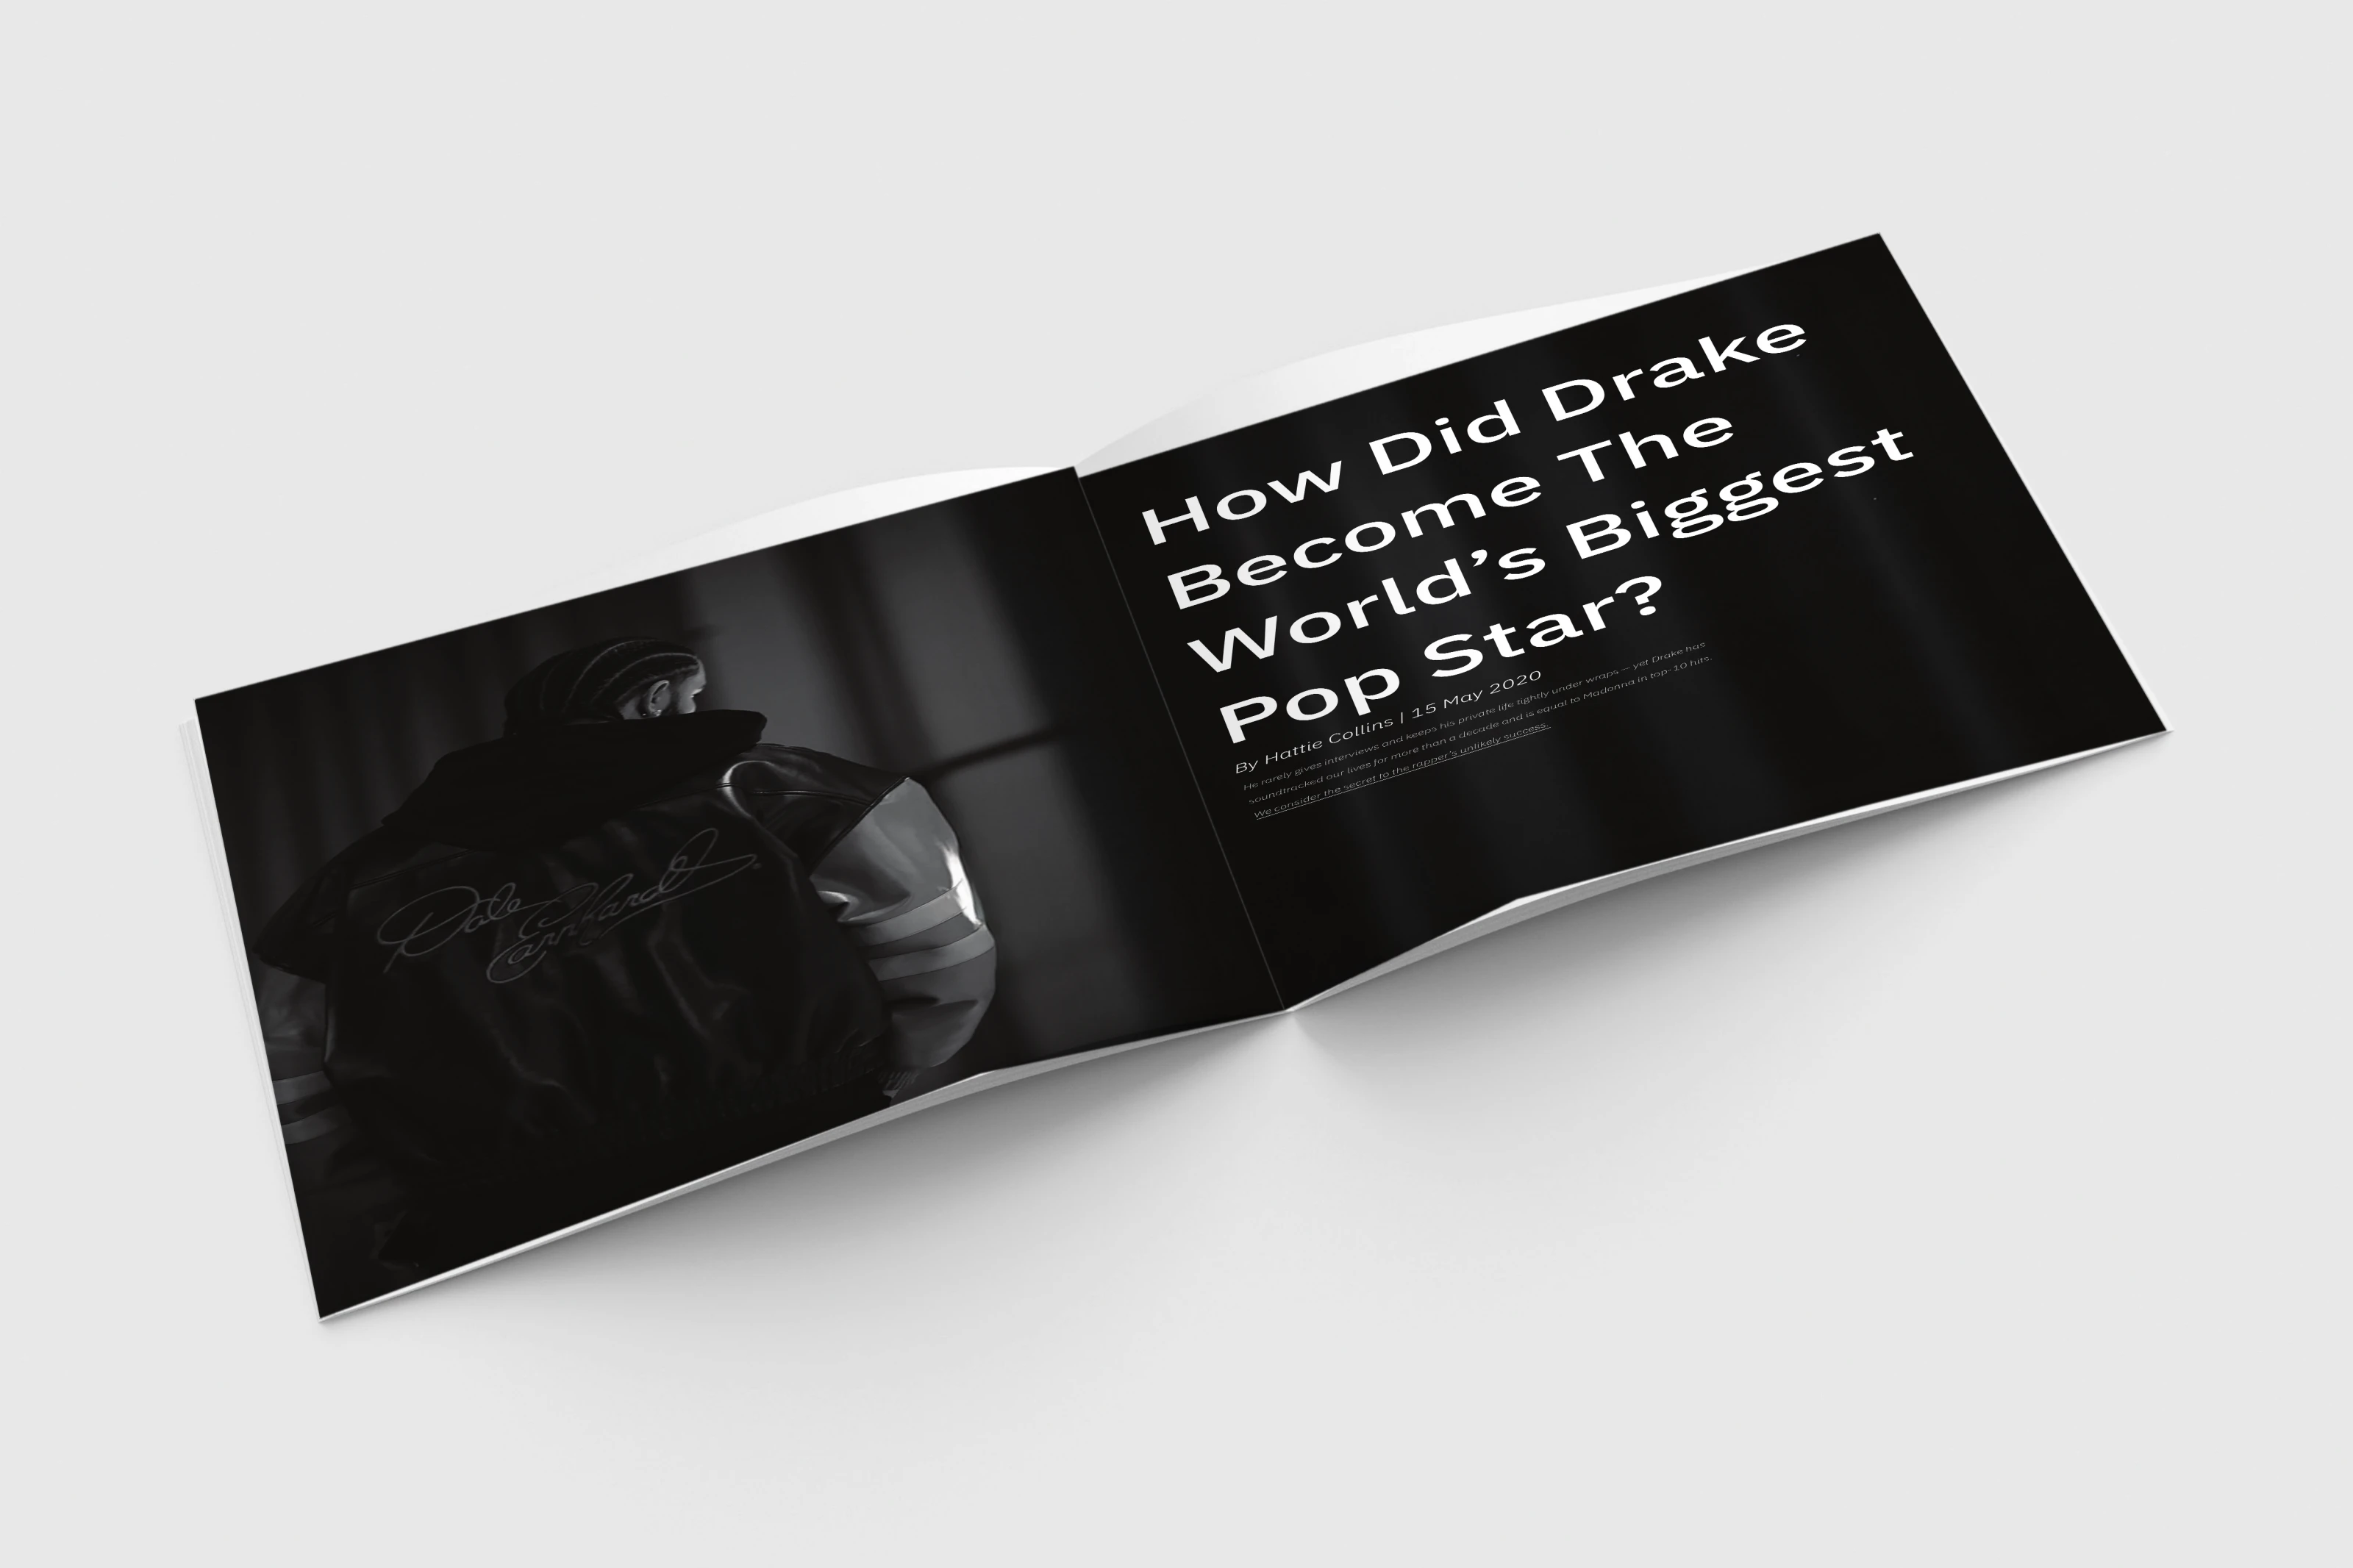 Dale
Earnhardt
How Did Drake
Become The
World’s Biggest
Pop Star?
By Hattie Collins | 15 May 2020
He rarely gives interviews and keeps his private life tightly under wraps — yet Drake has
soundtracked our lives for more than a decade and is equal to Madonna in top-10 hits.
We consider the secret to the rapper’s unlikely success.